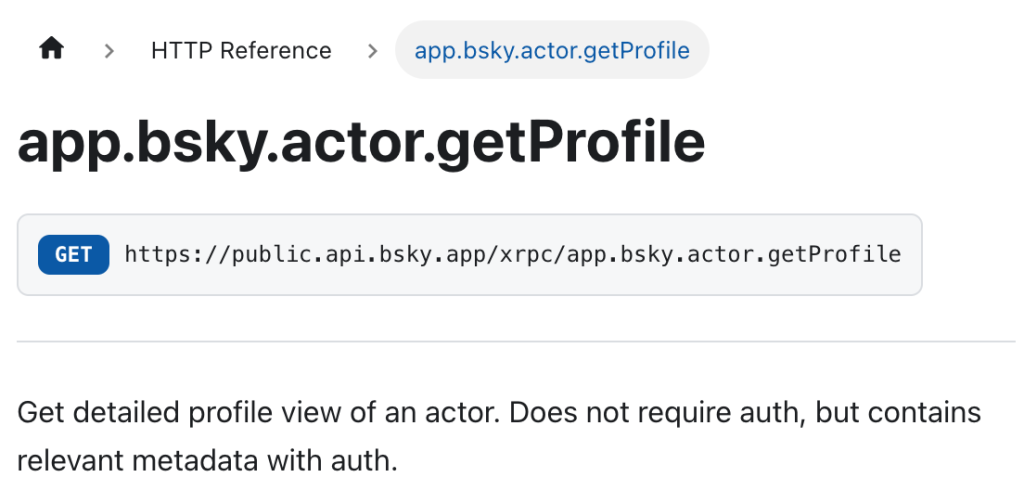 HTTP Reference app.bsky.actor.getProfile
app.bsky.actor.getProfile
GET https://public.api.bsky.app/xrpc/app.bsky.actor.getProfile
Get detailed profile view of an actor. Does not require auth, but contains
relevant metadata with auth.